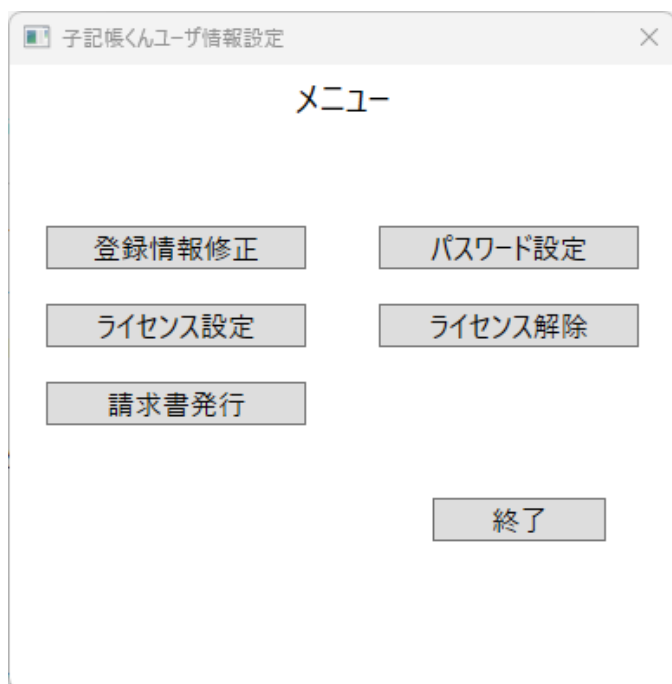 子記帳くんユーザ情報設定
メニュー
登録情報修正
パスワード設定
ライセンス設定
ライセンス解除
請求書発行
終了